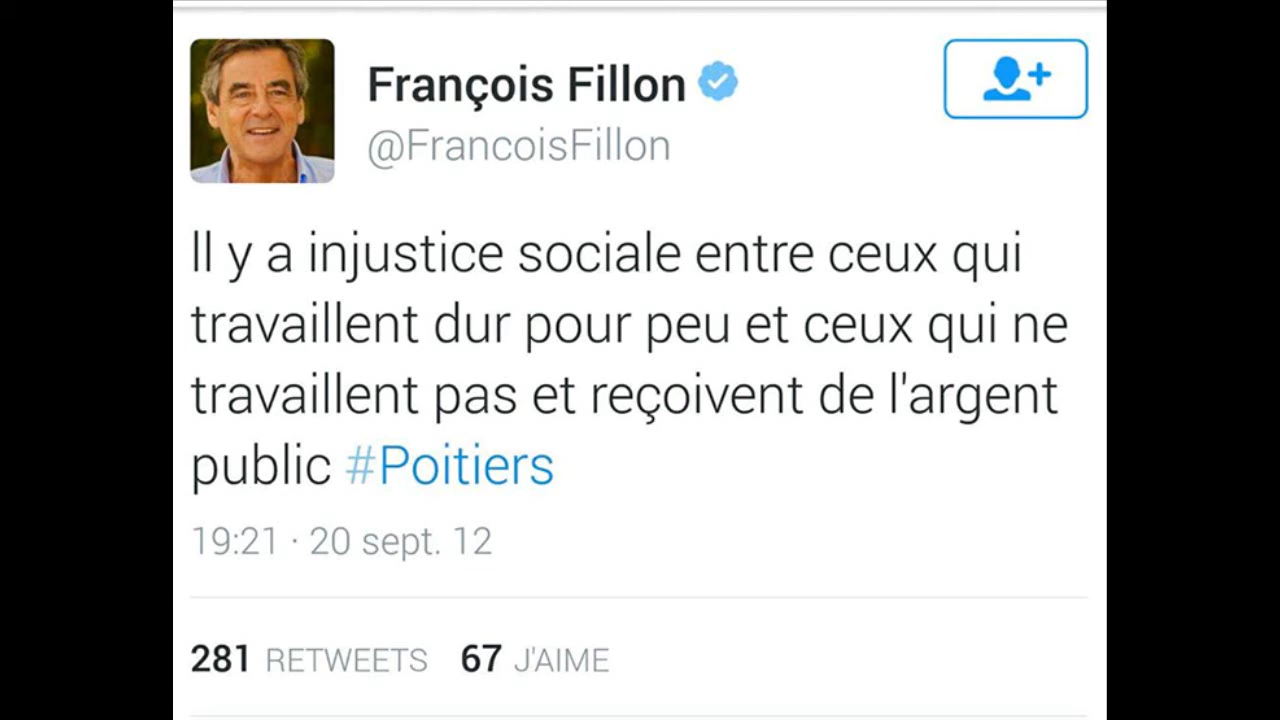 François Fillon
@FrancoisFillon
Il y a injustice sociale entre ceux qui
travaillent dur pour peu et ceux qui ne
travaillent pas et reçoivent de l'argent
public #Poitiers
19:21 · 20 sept. 12
281 RETWEETS 67 J'AIME